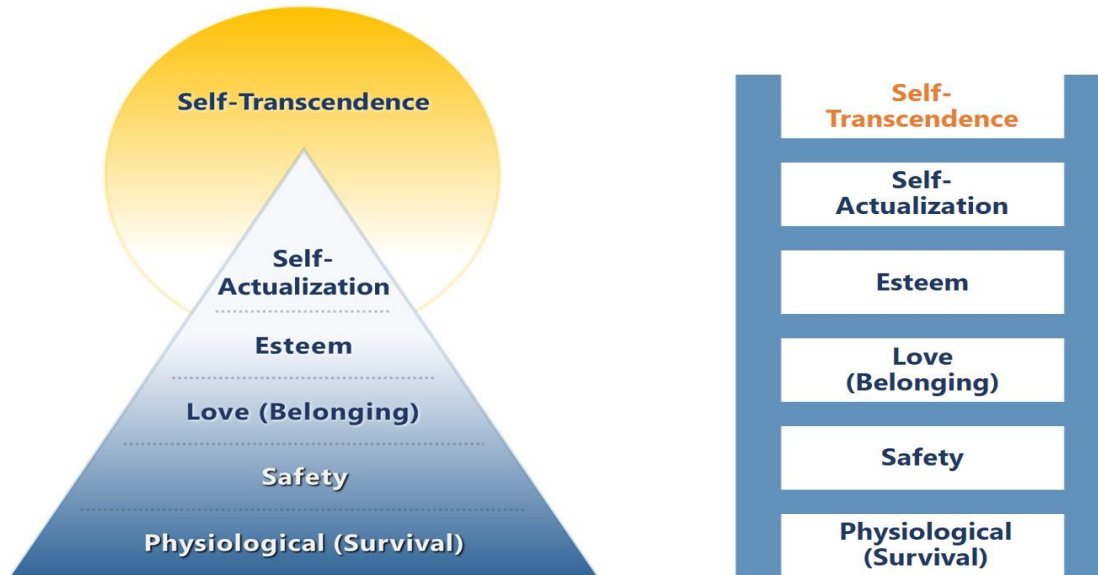 Self-Transcendence
Self-
Actualization
Esteem
Love (Belonging)
Safety
Physiological (Survival)
Self-
Transcendence
Self-
Actualization
Esteem
Love
(Belonging)
Safety
Physiological
(Survival)